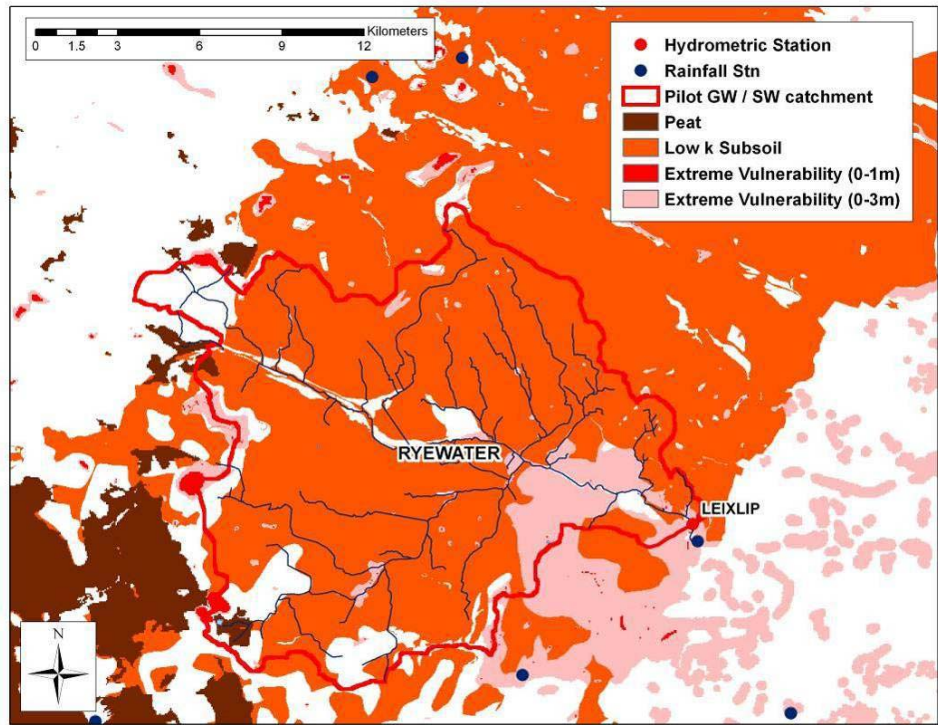 Kilometers
0 1.5 3 6 9 12
Hydrometric Station
Rainfall Stn
Pilot GW / SW catchment
Peat
Low k Subsoil
Extreme Vulnerability (0-1m)
Extreme Vulnerability (0-3m)
RYEWATER
LEIXLIP
N